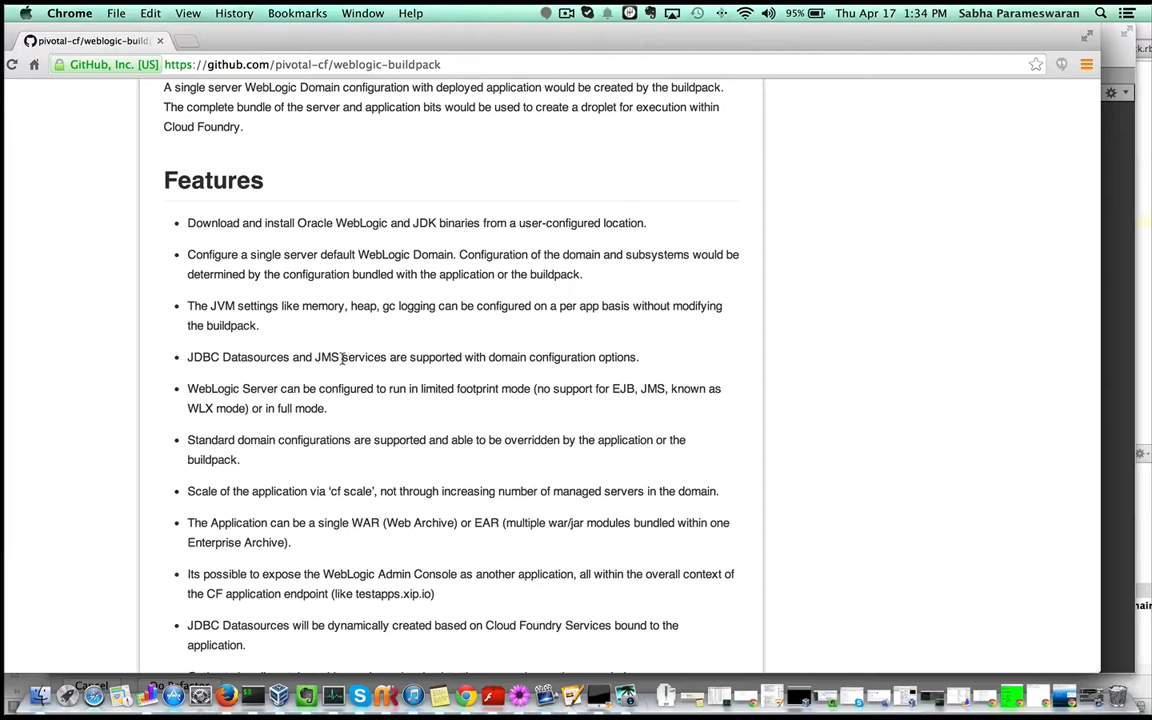 Chrome File Edit View History Bookmarks Window Help 95% Thu Apr 17 1:34 PM Sabha Parameswaran
pivotal-cf/weblogic-build
GitHub, Inc. [US] https://github.com/pivotal-cf/weblogic-buildpack
A single server WebLogic Domain configuration with deployed application would be created by the buildpack.
The complete bundle of the server and application bits would be used to create a droplet for execution within
Cloud Foundry.
Features
• Download and install Oracle WebLogic and JDK binaries from a user-configured location.
• Configure a single server default WebLogic Domain. Configuration of the domain and subsystems would be
determined by the configuration bundled with the application or the buildpack.
• The JVM settings like memory, heap, gc logging can be configured on a per app basis without modifying
the buildpack.
• JDBC Datasources and JMS services are supported with domain configuration options.
• WebLogic Server can be configured to run in limited footprint mode (no support for EJB, JMS, known as
WLX mode) or in full mode.
• Standard domain configurations are supported and able to be overridden by the application or the
buildpack.
• Scale of the application via ‘cf scale’, not through increasing number of managed servers in the domain.
• The Application can be a single WAR (Web Archive) or EAR (multiple war/jar modules bundled within one
Enterprise Archive).
• Its possible to expose the WebLogic Admin Console as another application, all within the overall context of
the CF application endpoint (like testapps.xip.io)
• JDBC Datasources will be dynamically created based on Cloud Foundry Services bound to the
application.